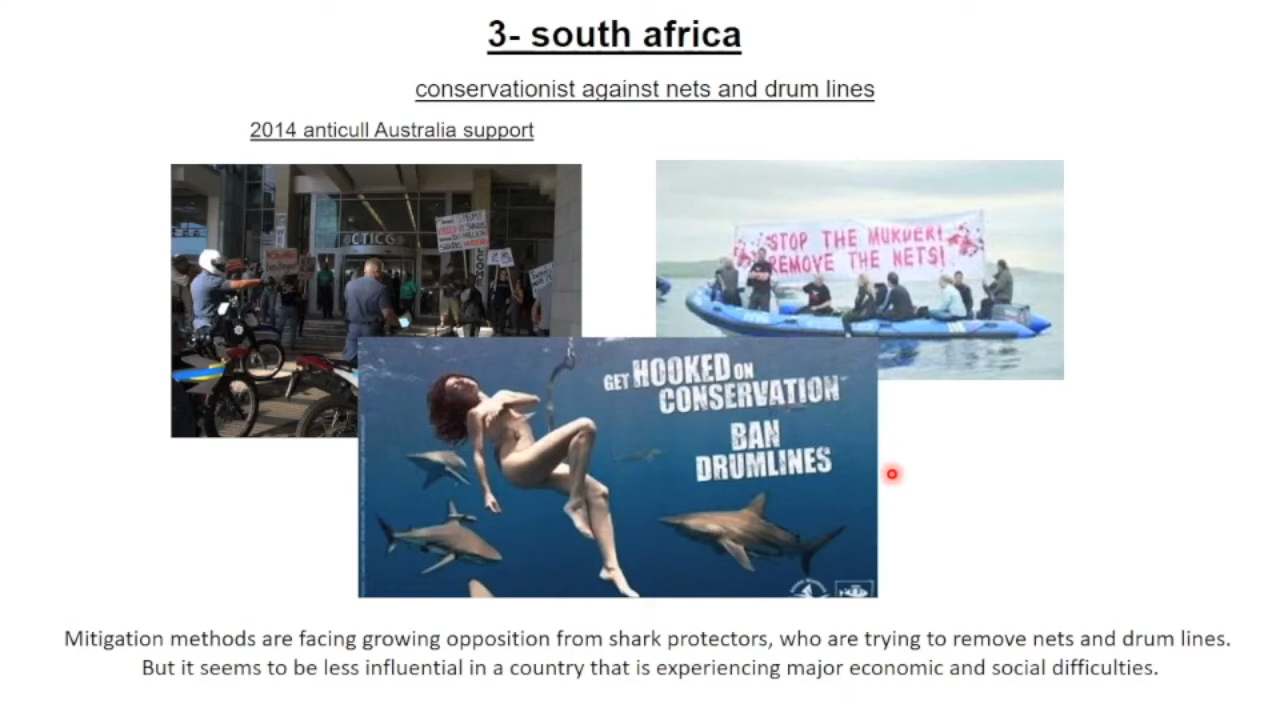 3- south africa
conservationist against nets and drum lines
2014 anticull Australia support
CTICC
STOP THE MURDER!
REMOVE THE NETS!
GET HOOKED ON
CONSERVATION
BAN
DRUMLINES
Mitigation methods are facing growing opposition from shark protectors, who are trying to remove nets and drum lines.
But it seems to be less influential in a country that is experiencing major economic and social difficulties.